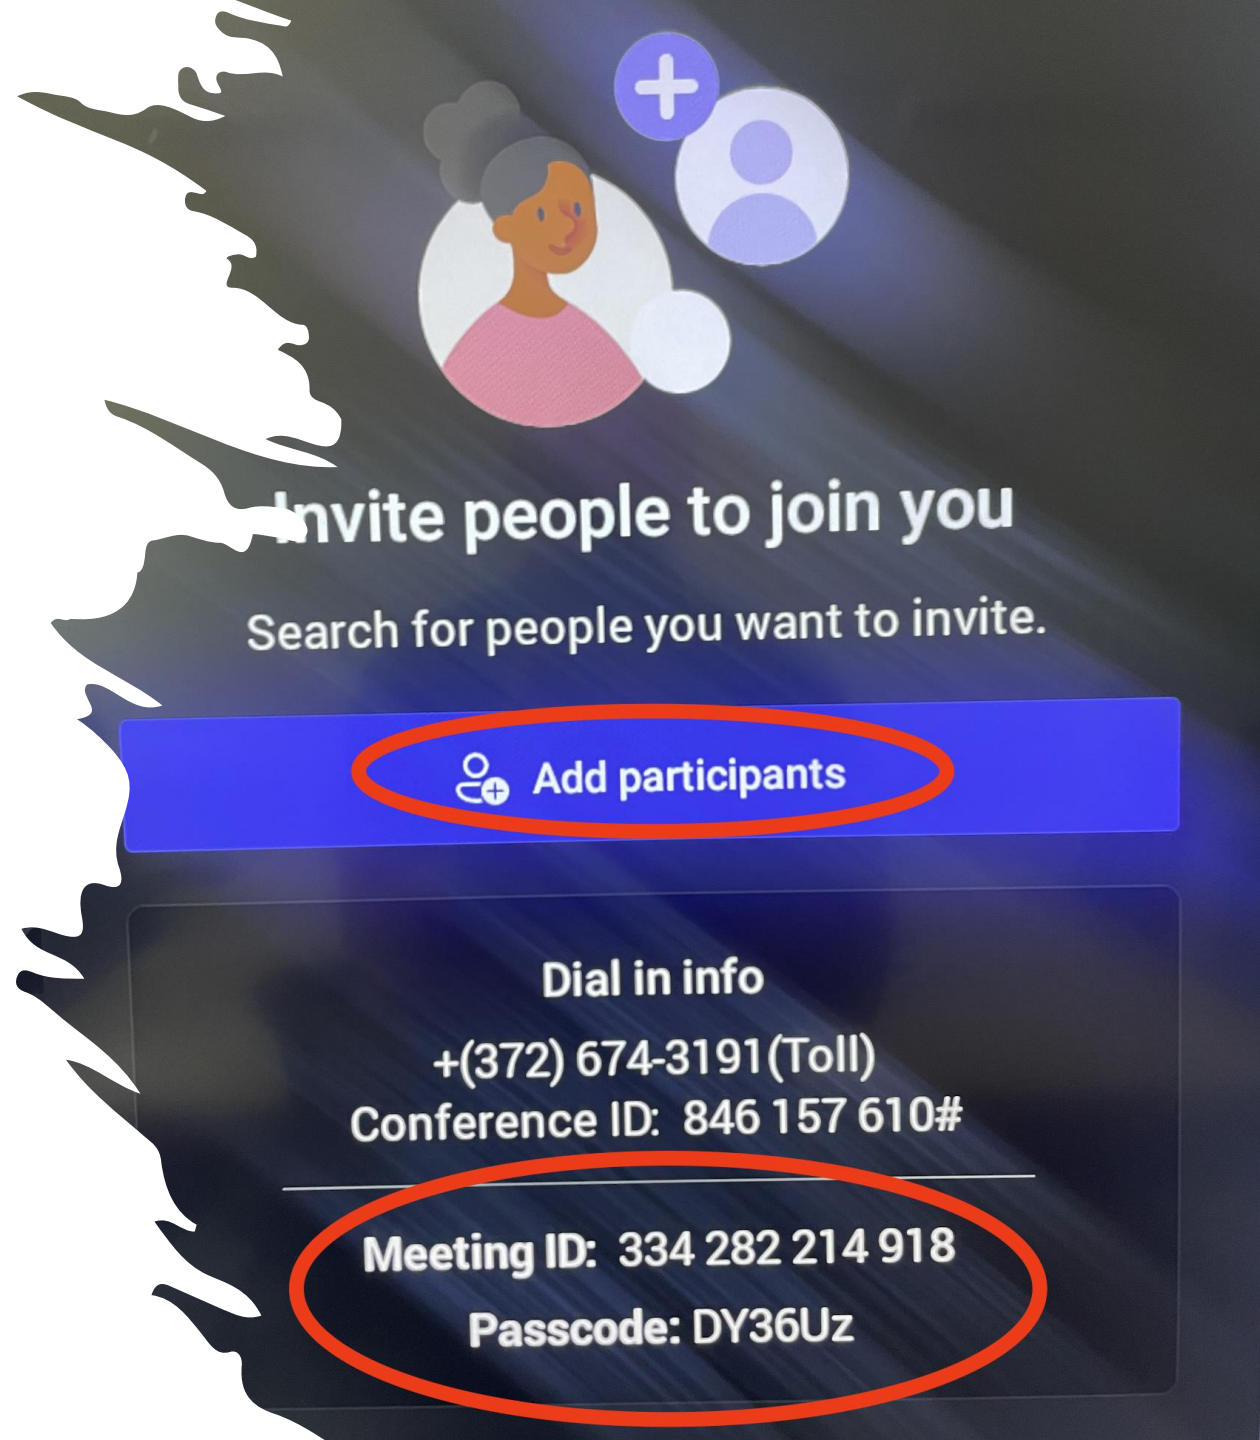 Invite people to join you
Search for people you want to invite.
Add participants
Dial in info
+(372) 674-3191(Toll)
Conference ID: 846 157 610#
Meeting ID: 334 282 214 918
Passcode: DY36Uz